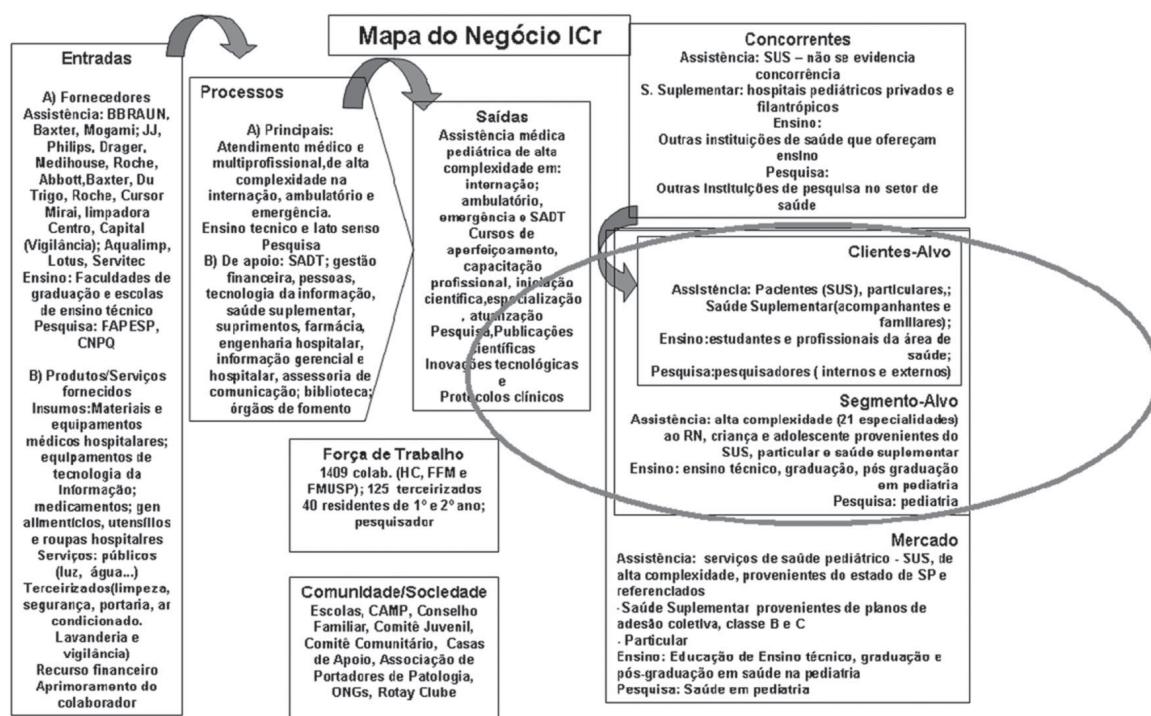 Mapa do Negócio ICr
Entradas
A) Fornecedores
Assistência: BBRAUN,
Baxter, Mogami; JJ,
Philips, Drager,
Medihouse, Roche,
Abbott,Baxter, Du
Trigo, Roche, Cursor
Mirai, limpadora
Centro, Capital
(Vigilância); Aqualimp,
Lotus, Servitec
Ensino: Faculdades de
graduação e escolas
de ensino técnico
Pesquisa: FAPESP,
CNPQ
B) Produtos/Serviços
fornecidos
Insumos:Materiais e
equipamentos
médicos hospitalares;
equipamentos de
tecnologia da
Informação;
medicamentos; gen
alimentícios, utensílios
e roupas hospitalres
Serviços: públicos
(luz, água...)
Terceirizados(limpeza,
segurança, portaria, ar
condicionado.
Lavanderia e
vigilância)
Recurso financeiro
Aprimoramento do
colaborador
Processos
A) Principais:
Atendimento médico e
multiprofissional,de alta
complexidade na
internação, ambulatório e
emergência.
Ensino tecnico e lato senso
Pesquisa
B) De apoio: SADT; gestão
financeira, pessoas,
tecnologia da informação,
saúde suplementar,
suprimentos, farmácia,
engenharia hospitalar,
informação gerencial e
hospitalar, assessoria de
comunicação; biblioteca;
órgãos de fomento
Saídas
Assistência médica
pediátrica de alta
complexidade em:
internação;
ambulatório,
emergência e SADT
Cursos de
aperfeiçoamento,
capacitação
profissional, iniciação
científica,especialização
, atualização
Pesquisa,Publicações
científicas
Inovações tecnológicas
e
Protocolos clínicos
Força de Trabalho
1409 colab. (HC, FFM e
FMUSP); 125 terceirizados
40 residentes de 1º e 2º ano;
pesquisador
Comunidade/Sociedade
Escolas, CAMP, Conselho
Familiar, Comitê Juvenil,
Comitê Comunitário, Casas
de Apoio, Associação de
Portadores de Patologia,
ONGs, Rotay Clube
Concorrentes
Assistência: SUS – não se evidencia
concorrência
S. Suplementar: hospitais pediátricos privados e
filantrópicos
Ensino:
Outras instituições de saúde que ofereçam
ensino
Pesquisa:
Outras Instituições de pesquisa no setor de
saúde
Clientes-Alvo
Assistência: Pacientes (SUS), particulares,;
Saúde Suplementar(acompanhantes e
familiares);
Ensino:estudantes e profissionais da área de
saúde;
Pesquisa:pesquisadores ( internos e externos)
Segmento-Alvo
Assistência: alta complexidade (21 especialidades)
ao RN, criança e adolescente provenientes do
SUS, particular e saúde suplementar
Ensino: ensino técnico, graduação, pós graduação
em pediatria
Pesquisa: pediatria
Mercado
Assistência: serviços de saúde pediátrico - SUS, de
alta complexidade, provenientes do estado de SP e
referenclados
-Saúde Suplementar provenientes de planos de
adesão coletiva, classe B e C
- Particular
Ensino: Educação de Ensino técnico, graduação e
pós-graduação em saúde na pediatria
Pesquisa: Saúde em pediatria